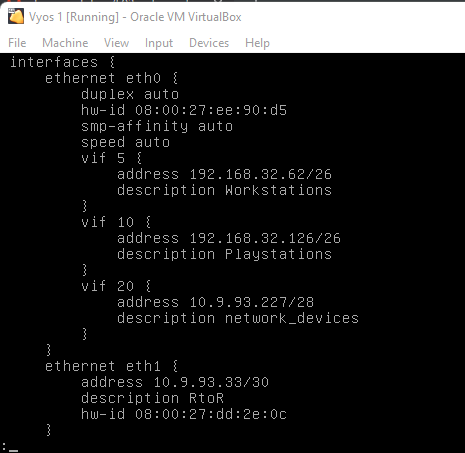 Vyos 1 [Running] - Oracle VM VirtualBox
File Machine View Input Devices Help
interfaces {
    ethernet eth0 {
        duplex auto
        hw-id 08:00:27:ee:90:d5
        smp-affinity auto
        speed auto
        vif 5 {
            address 192.168.32.62/26
            description Workstations
        }
        vif 10 {
            address 192.168.32.126/26
            description Playstations
        }
        vif 20 {
            address 10.9.93.227/28
            description network_devices
        }
    }
    ethernet eth1 {
        address 10.9.93.33/30
        description RtoR
        hw-id 08:00:27:dd:2e:0c
    }
:_